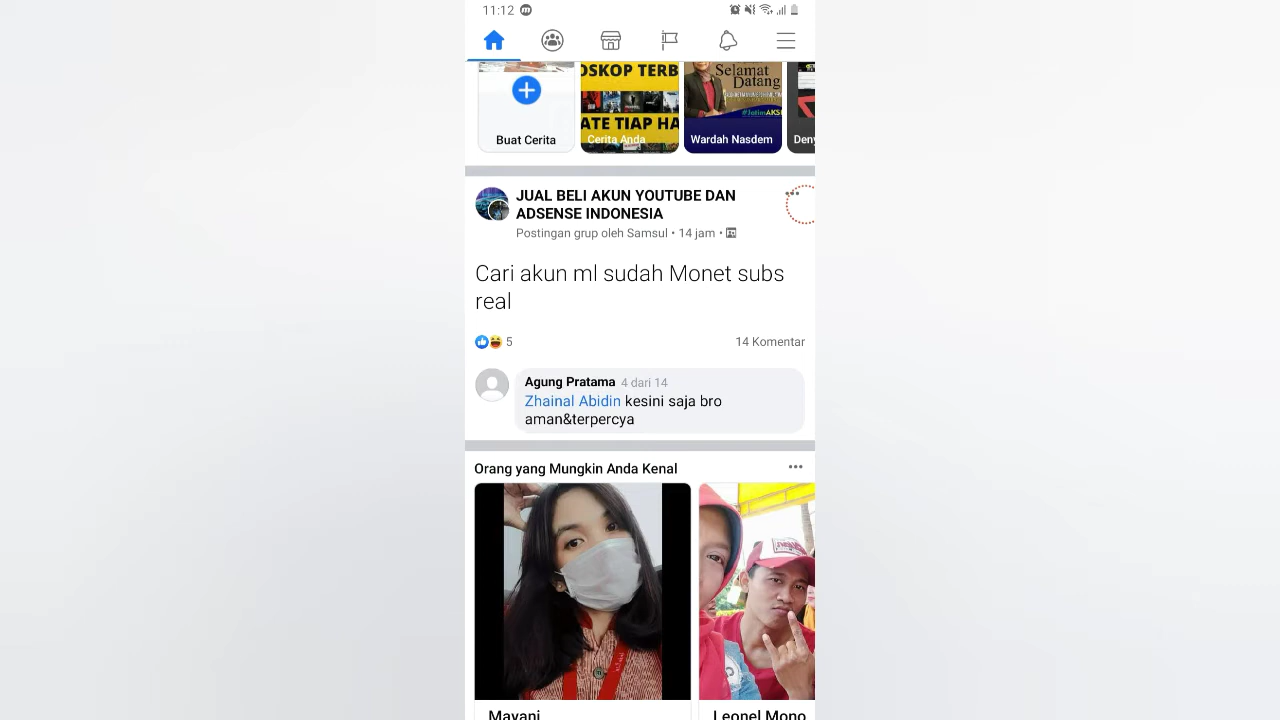 11:12
OSKOP TERB
Selamat
Datang
#JatimAKSI
ATE TIAP HA
Buat Cerita
Cerita Anda
Wardah Nasdem
Deny
JUAL BELI AKUN YOUTUBE DAN
ADSENSE INDONESIA
Postingan grup oleh Samsul • 14 jam •
Cari akun ml sudah Monet subs
real
5
14 Komentar
Agung Pratama 4 dari 14
Zhainal Abidin kesini saja bro
aman&terpercya
Orang yang Mungkin Anda Kenal
Mayani
Leonel Mono